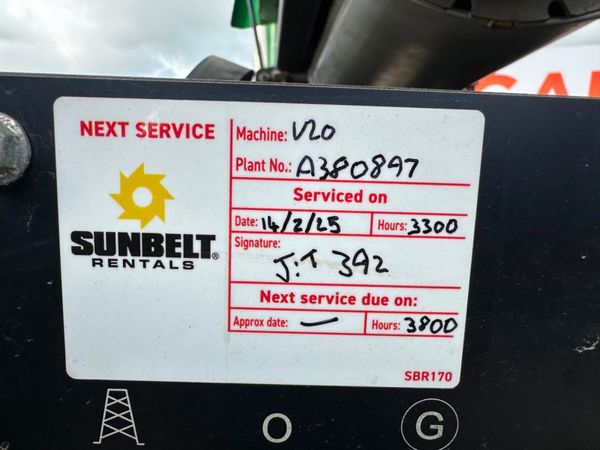 NEXT SERVICE
SUNBELT®
RENTALS
Machine: V20
Plant No.: A380897
Serviced on
Date: 14/2/25 Hours: 3300
Signature:
J.T 392
Next service due on:
Approx date: — Hours: 3800
SBR170
O
G
CAL